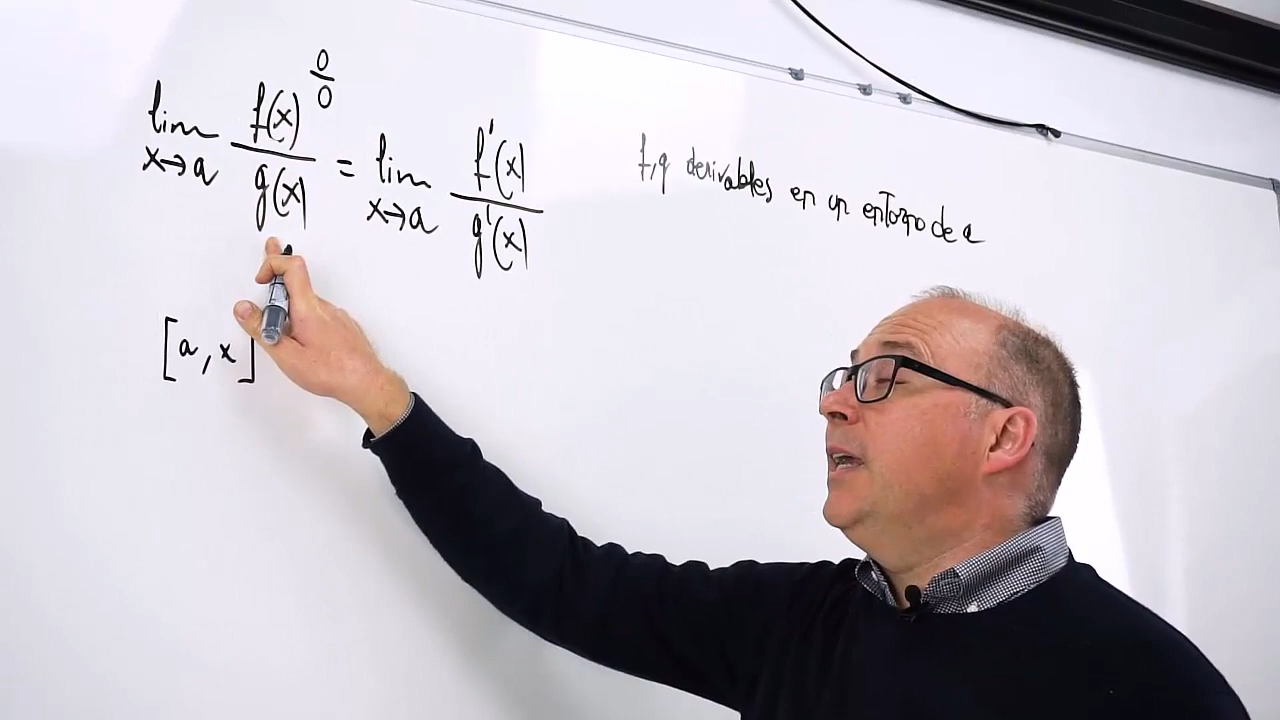 lim x→a f(x)/g(x) 0/0 = lim x→a f'(x)/g'(x)
f,g derivables en un entorno de a
[a, x]